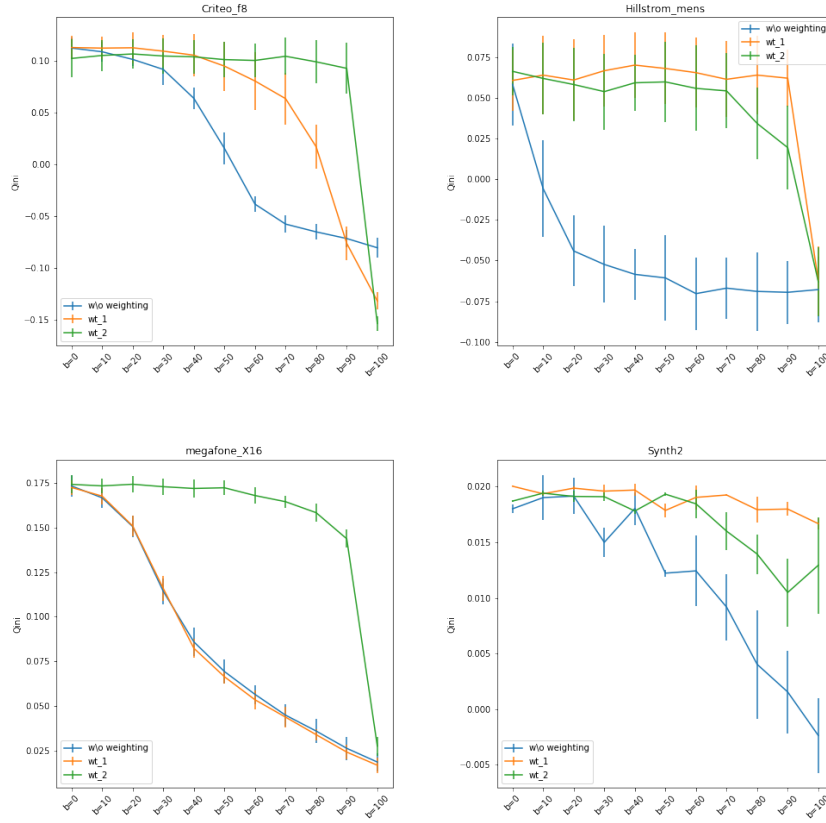 Criteo_f8
Qini
0.10
0.05
0.00
−0.05
−0.10
−0.15
w\o weighting
wt_1
wt_2
b=0
b=10
b=20
b=30
b=40
b=50
b=60
b=70
b=80
b=90
b=100
Hillstrom_mens
Qini
0.075
0.050
0.025
0.000
−0.025
−0.050
−0.075
−0.100
w\o weighting
wt_1
wt_2
b=0
b=10
b=20
b=30
b=40
b=50
b=60
b=70
b=80
b=90
b=100
megafone_X16
Qini
0.175
0.150
0.125
0.100
0.075
0.050
0.025
w\o weighting
wt_1
wt_2
b=0
b=10
b=20
b=30
b=40
b=50
b=60
b=70
b=80
b=90
b=100
Synth2
Qini
0.020
0.015
0.010
0.005
0.000
−0.005
w\o weighting
wt_1
wt_2
b=0
b=10
b=20
b=30
b=40
b=50
b=60
b=70
b=80
b=90
b=100